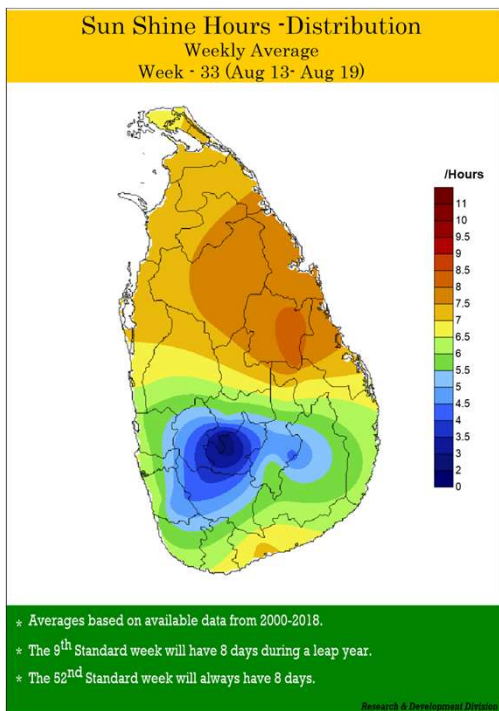 Sun Shine Hours -Distribution
Weekly Average
Week - 33 (Aug 13- Aug 19)
/Hours
11
10
9.5
9
8.5
8
7.5
7
6.5
6
5.5
5
4.5
4
3.5
3
2
0
* Averages based on available data from 2000-2018.
* The 9th Standard week will have 8 days during a leap year.
* The 52nd Standard week will always have 8 days.
Research & Development Division